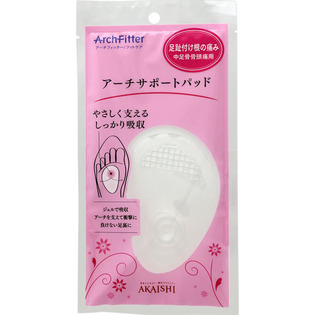 ArchFitter
アーチフィッター/フットケア
足趾付け根の痛み
中足骨骨頭痛用
アーチサポートパッド
やさしく支える
しっかり吸収
ジェルで吸収
アーチを支えて衝撃に
負けない足裏に
AKAISHI